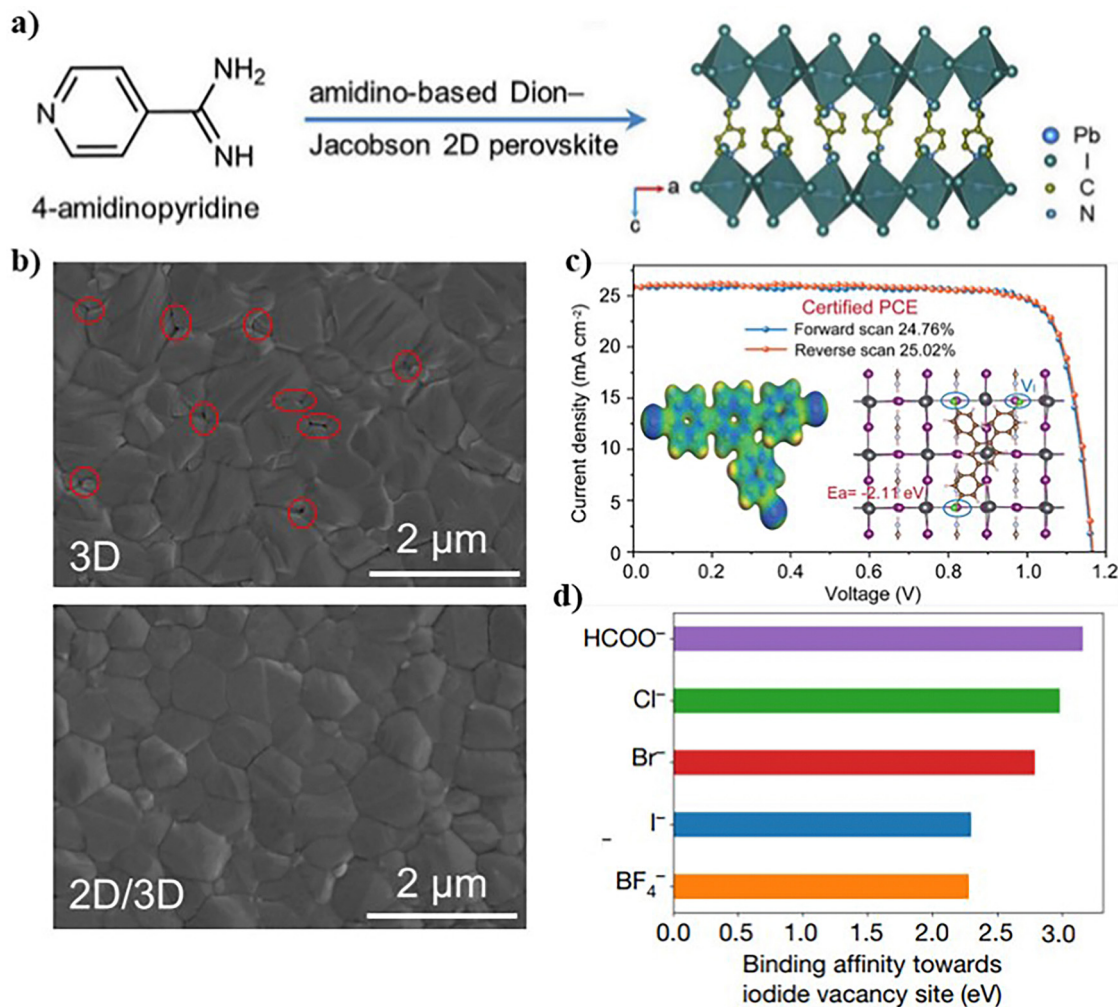 a)
N
NH2
NH
4-amidinopyridine
amidino-based Dion–
Jacobson 2D perovskite
a
c
Pb
I
C
N
b)
3D
2 µm
2D/3D
2 µm
c)
Current density (mA cm-2)
25
20
15
10
5
0
Certified PCE
Forward scan 24.76%
Reverse scan 25.02%
VI
Ea= -2.11 eV
0.0 0.2 0.4 0.6 0.8 1.0 1.2
Voltage (V)
d)
HCOO−
Cl−
Br−
I−
−
BF4−
0.0 0.5 1.0 1.5 2.0 2.5 3.0
Binding affinity towards
iodide vacancy site (eV)